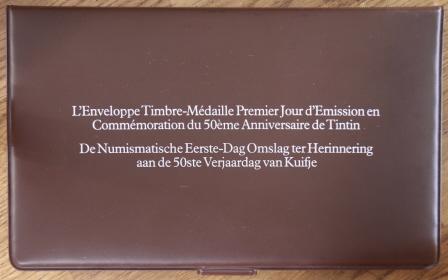 L'Enveloppe Timbre-Médaille Premier Jour d'Emission en
Commémoration du 50ème Anniversaire de Tintin
De Numismatische Eerste-Dag Omslag ter Herinnering
aan de 50ste Verjaardag van Kuifje